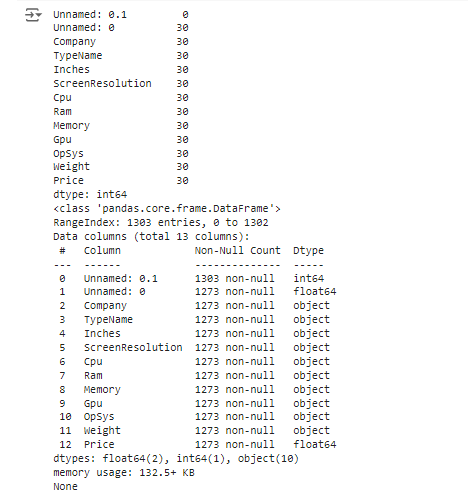 Unnamed: 0.1          0
Unnamed: 0           30
Company              30
TypeName             30
Inches               30
ScreenResolution     30
Cpu                  30
Ram                  30
Memory               30
Gpu                  30
OpSys                30
Weight               30
Price                30
dtype: int64
<class 'pandas.core.frame.DataFrame'>
RangeIndex: 1303 entries, 0 to 1302
Data columns (total 13 columns):
 #   Column            Non-Null Count  Dtype
---  ------            --------------  -----
 0   Unnamed: 0.1      1303 non-null   int64
 1   Unnamed: 0        1273 non-null   float64
 2   Company           1273 non-null   object
 3   TypeName          1273 non-null   object
 4   Inches            1273 non-null   object
 5   ScreenResolution  1273 non-null   object
 6   Cpu               1273 non-null   object
 7   Ram               1273 non-null   object
 8   Memory            1273 non-null   object
 9   Gpu               1273 non-null   object
 10  OpSys             1273 non-null   object
 11  Weight            1273 non-null   object
 12  Price             1273 non-null   float64
dtypes: float64(2), int64(1), object(10)
memory usage: 132.5+ KB
None